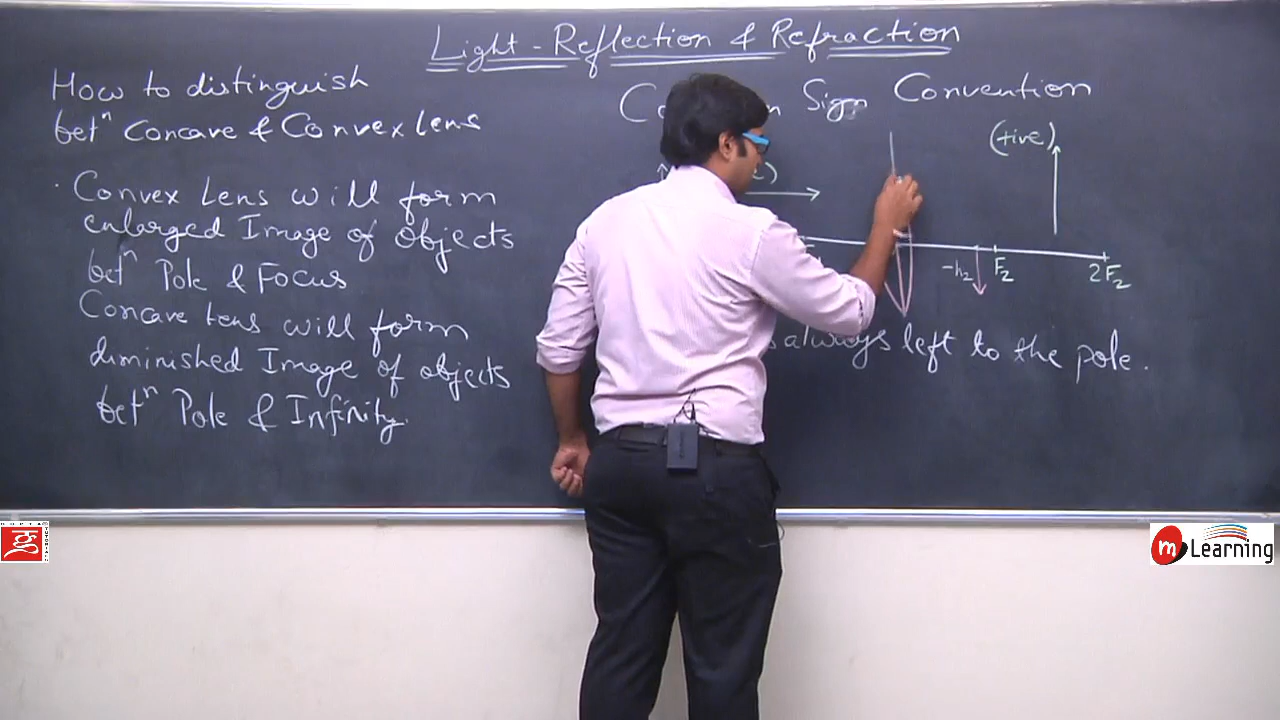 Light - Reflection & Refraction
How to distinguish
betⁿ Concave & Convex lens
Convex Lens will form
enlarged Image of Objects
betⁿ Pole & Focus
Concave Lens will form
diminished Image of objects
betⁿ Pole & Infinity.
Sign Convention
(+ive)
-h₂
F₂
2F₂
always left to the pole.
m Learning